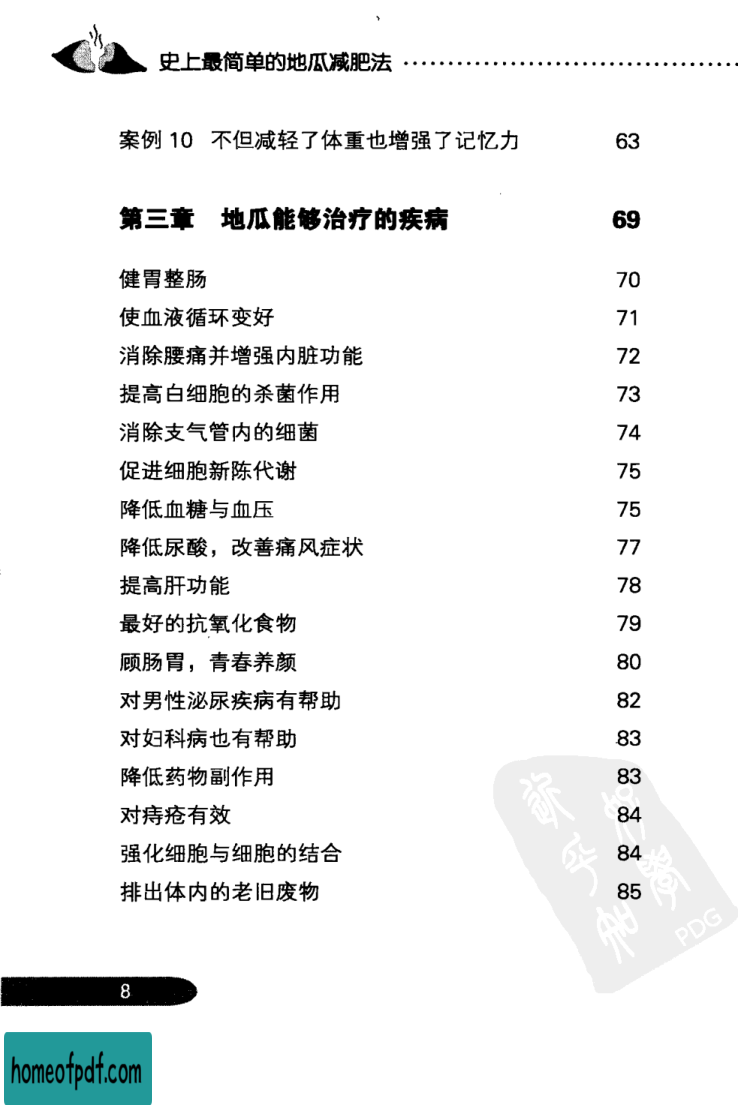 史上最简单的地瓜减肥法 ……………………………
案例 10 不但减轻了体重也增强了记忆力 63
第三章 地瓜能够治疗的疾病 69
健胃整肠 70
使血液循环变好 71
消除腰痛并增强内脏功能 72
提高白细胞的杀菌作用 73
消除支气管内的细菌 74
促进细胞新陈代谢 75
降低血糖与血压 75
降低尿酸，改善痛风症状 77
提高肝功能 78
最好的抗氧化食物 79
顾肠胃，青春养颜 80
对男性泌尿疾病有帮助 82
对妇科病也有帮助 83
降低药物副作用 83
对痔疮有效 84
强化细胞与细胞的结合 84
排出体内的老旧废物 85
PDG
8
homeofpdf.com